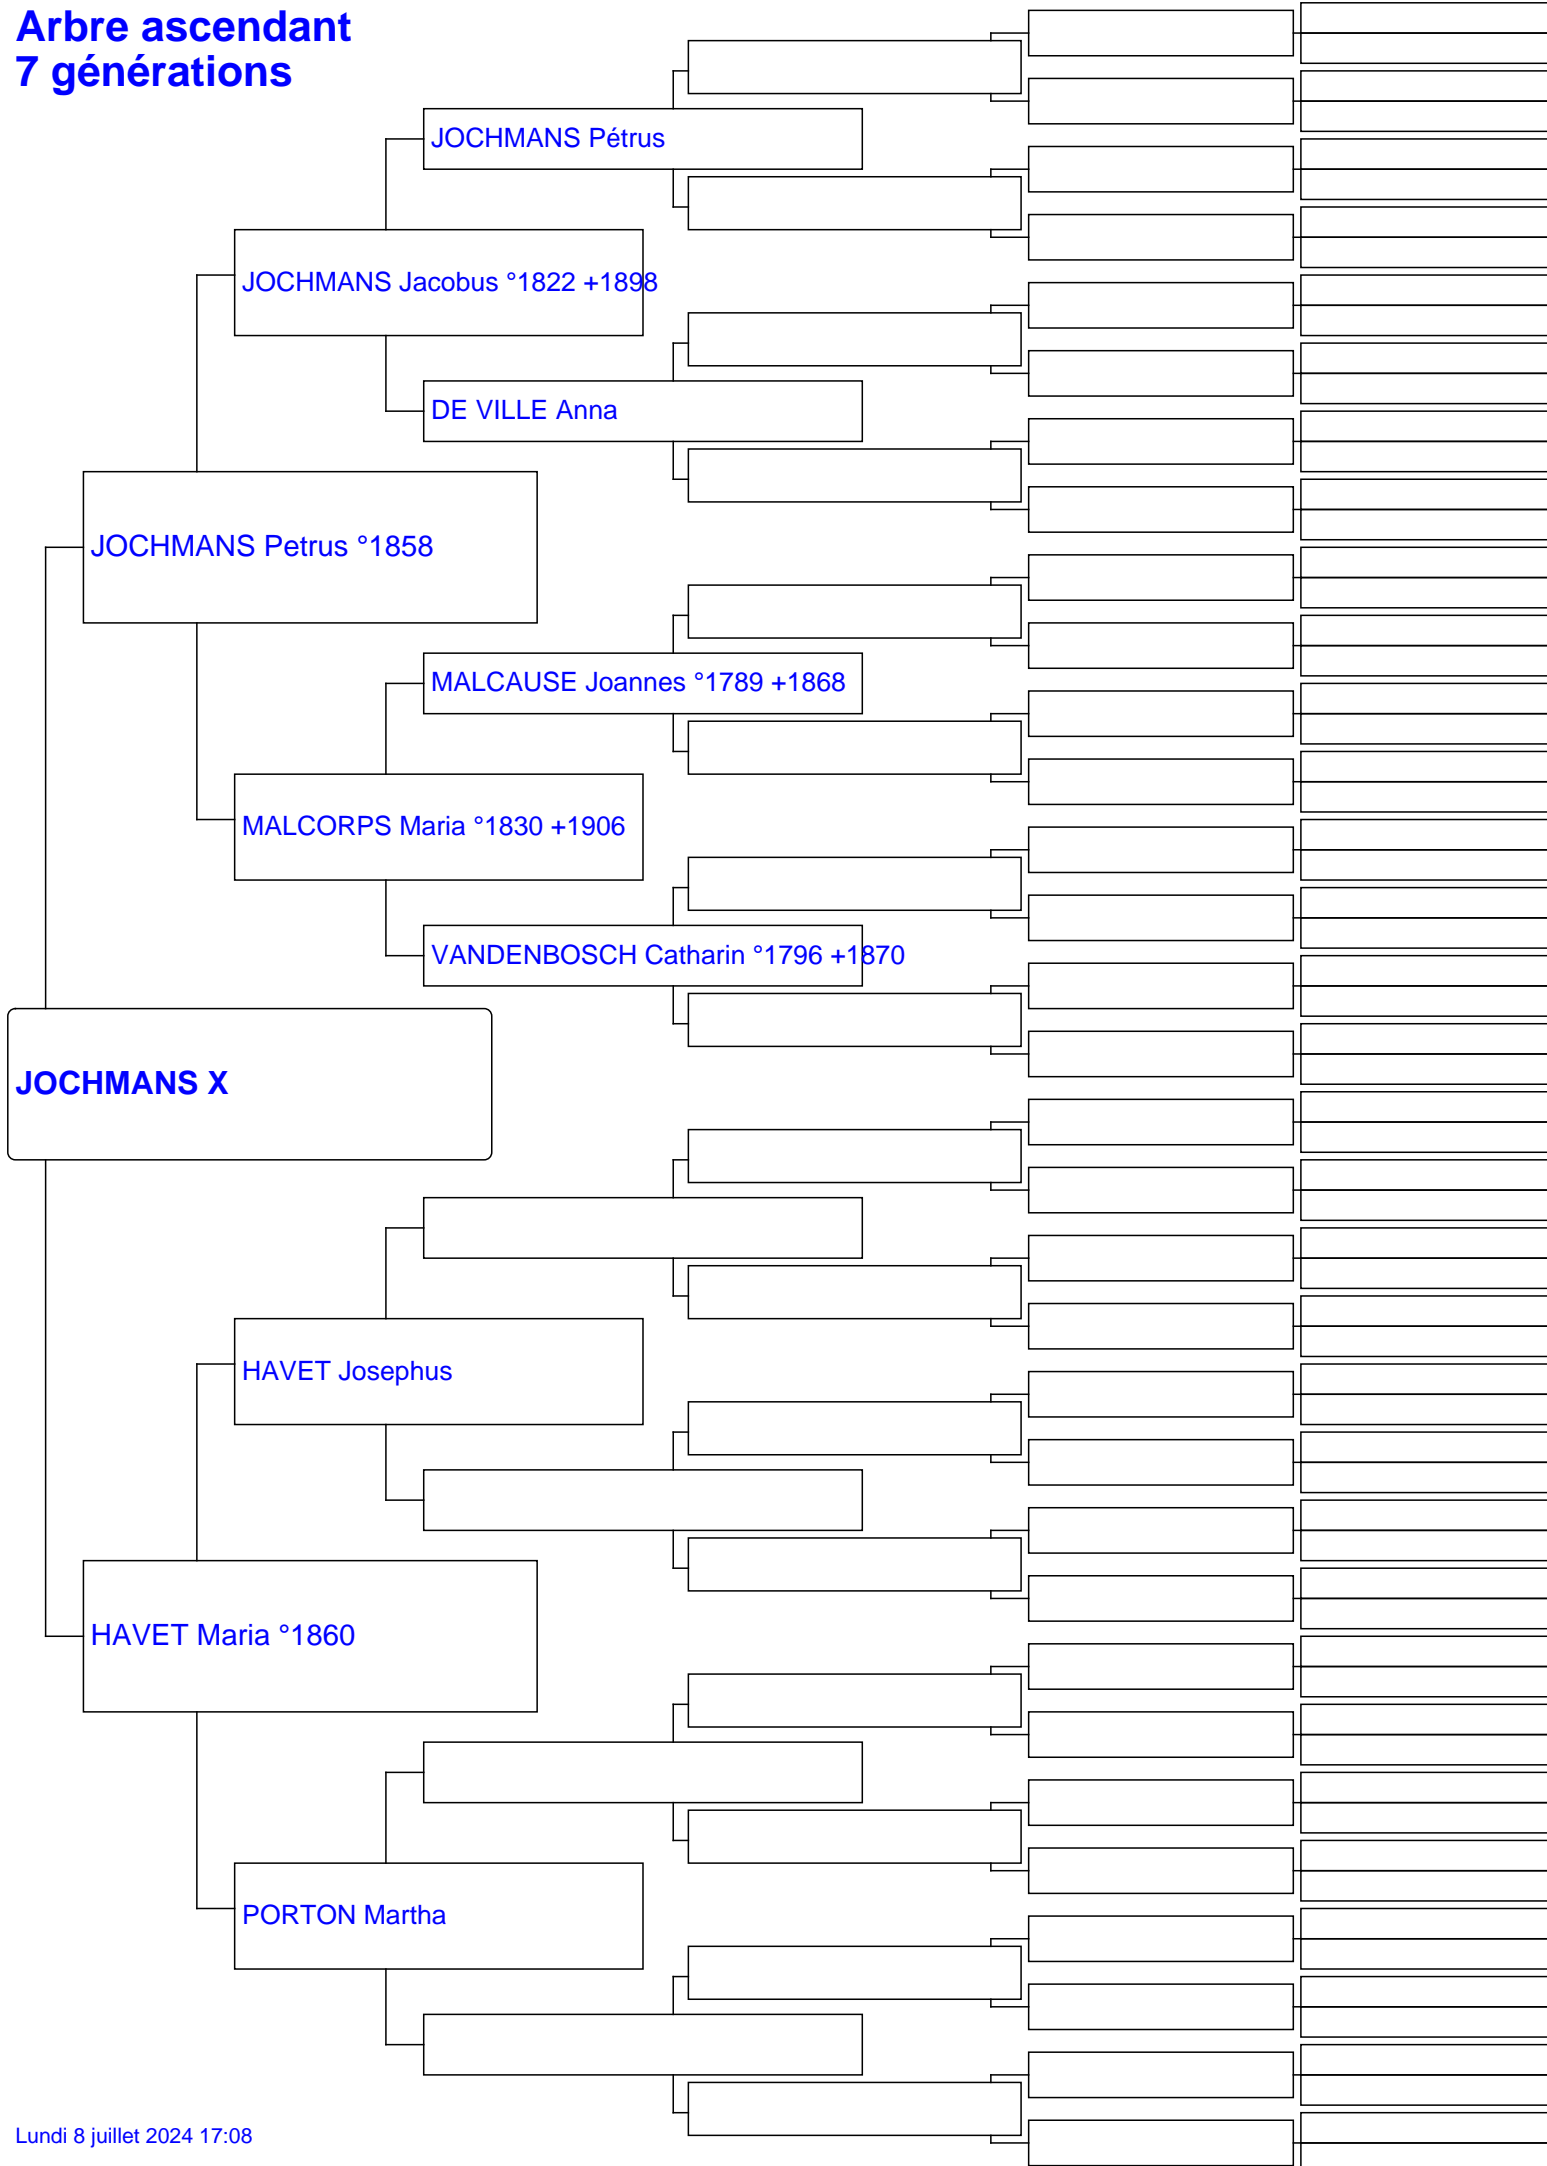 Arbre ascendant
7 générations
JOCHMANS Pétrus
JOCHMANS Jacobus °1822 +1898
DE VILLE Anna
JOCHMANS Petrus °1858
MALCAUSE Joannes °1789 +1868
MALCORPS Maria °1830 +1906
VANDENBOSCH Catharin °1796 +1870
JOCHMANS X
HAVET Josephus
HAVET Maria °1860
PORTON Martha
Lundi 8 juillet 2024 17:08